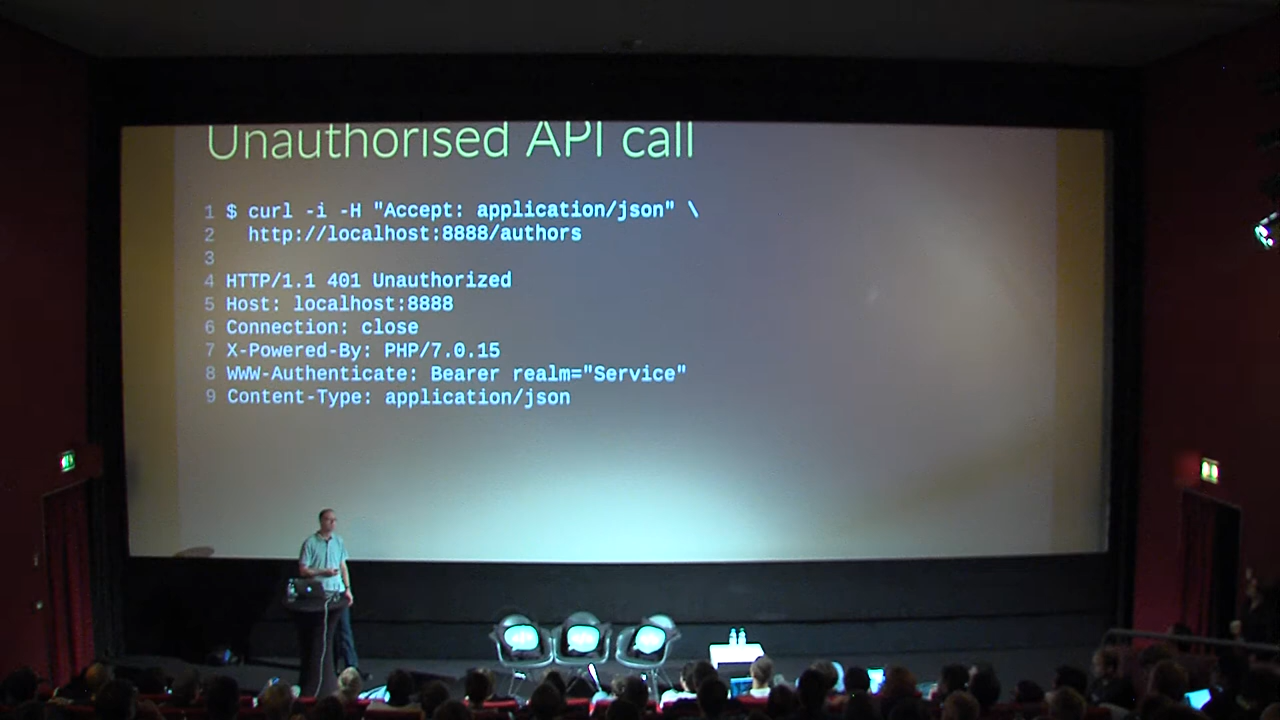 Unauthorised API call
1 $ curl -i -H "Accept: application/json" \
2 http://localhost:8888/authors
3
4 HTTP/1.1 401 Unauthorized
5 Host: localhost:8888
6 Connection: close
7 X-Powered-By: PHP/7.0.15
8 WWW-Authenticate: Bearer realm="Service"
9 Content-Type: application/json